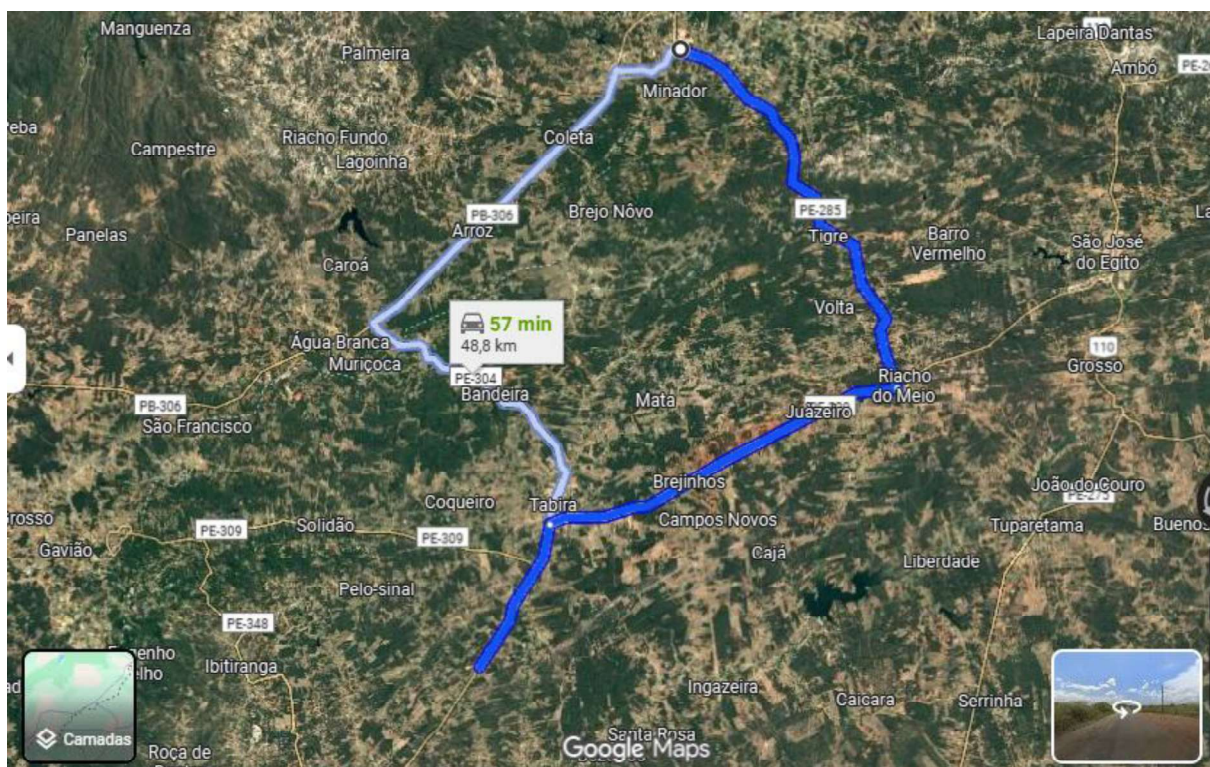 Manguenza
Lapeira Dantas
Palmeira
Ambó
Minador
Riacho Fundo
Coleta
Campestre
Lagoinha
PB-306
Brejo Nôvo
PE-285
Panelas
Arroz
Tigre
Barro
Vermelho
São José
do Egito
Caroá
Volta
57 min
48,8 km
Água Branca
Muriçoca
110
Grosso
PE-304
Bandeira
Riacho
do Meio
Matá
Juazeiro
PB-306
São Francisco
Brejinhos
João do Couro
PE-275
Coqueiro
Tabira
Campos Novos
Tuparetama
PE-309
Solidão
PE-309
Gavião
Cajá
Liberdade
Pelo-sinal
PE-348
Ibitiranga
Ingazeira
Caicara
Serrinha
Camadas
Santa Rosa
Roça de
Google Maps